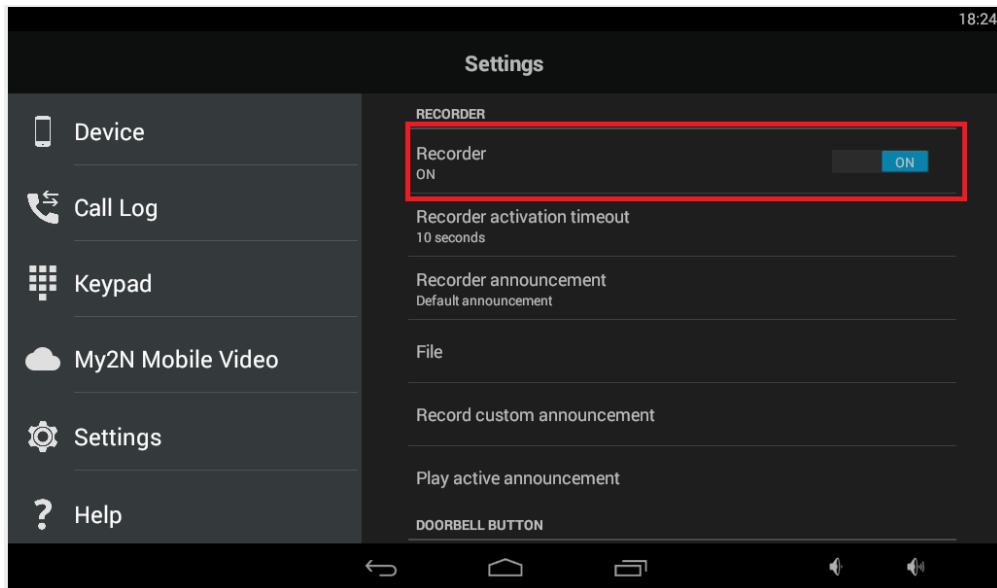 18:24
Settings
Device
Call Log
Keypad
My2N Mobile Video
Settings
Help
RECORDER
Recorder
ON
ON
Recorder activation timeout
10 seconds
Recorder announcement
Default announcement
File
Record custom announcement
Play active announcement
DOORBELL BUTTON